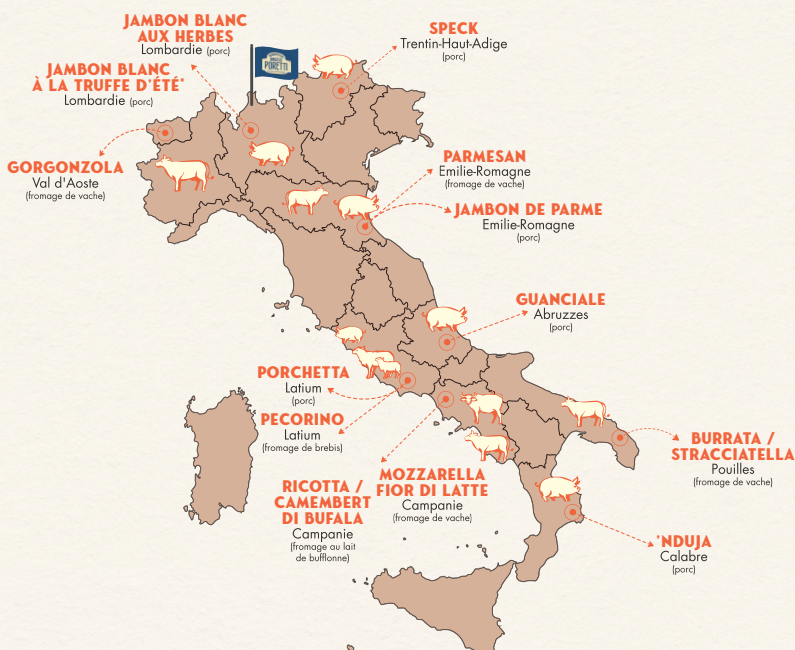 JAMBON BLANC
AUX HERBES
Lombardie (porc)
SPECK
Trentin-Haut-Adige
(porc)
PORETTI
JAMBON BLANC
À LA TRUFFE D'ÉTÉ*
Lombardie (porc)
GORGONZOLA
Val d'Aoste
(fromage de vache)
PARMESAN
Emilie-Romagne
(fromage de vache)
JAMBON DE PARME
Emilie-Romagne
(porc)
GUANCIALE
Abruzzes
(porc)
PORCHETTA
Latium
(porc)
PECORINO
Latium
(fromage de brebis)
RICOTTA /
CAMEMBERT
DI BUFALA
Campanie
(fromage au lait
de bufflonne)
MOZZARELLA
FIOR DI LATTE
Campanie
(fromage de vache)
BURRATA /
STRACCIATELLA
Pouilles
(fromage de vache)
'NDUJA
Calabre
(porc)